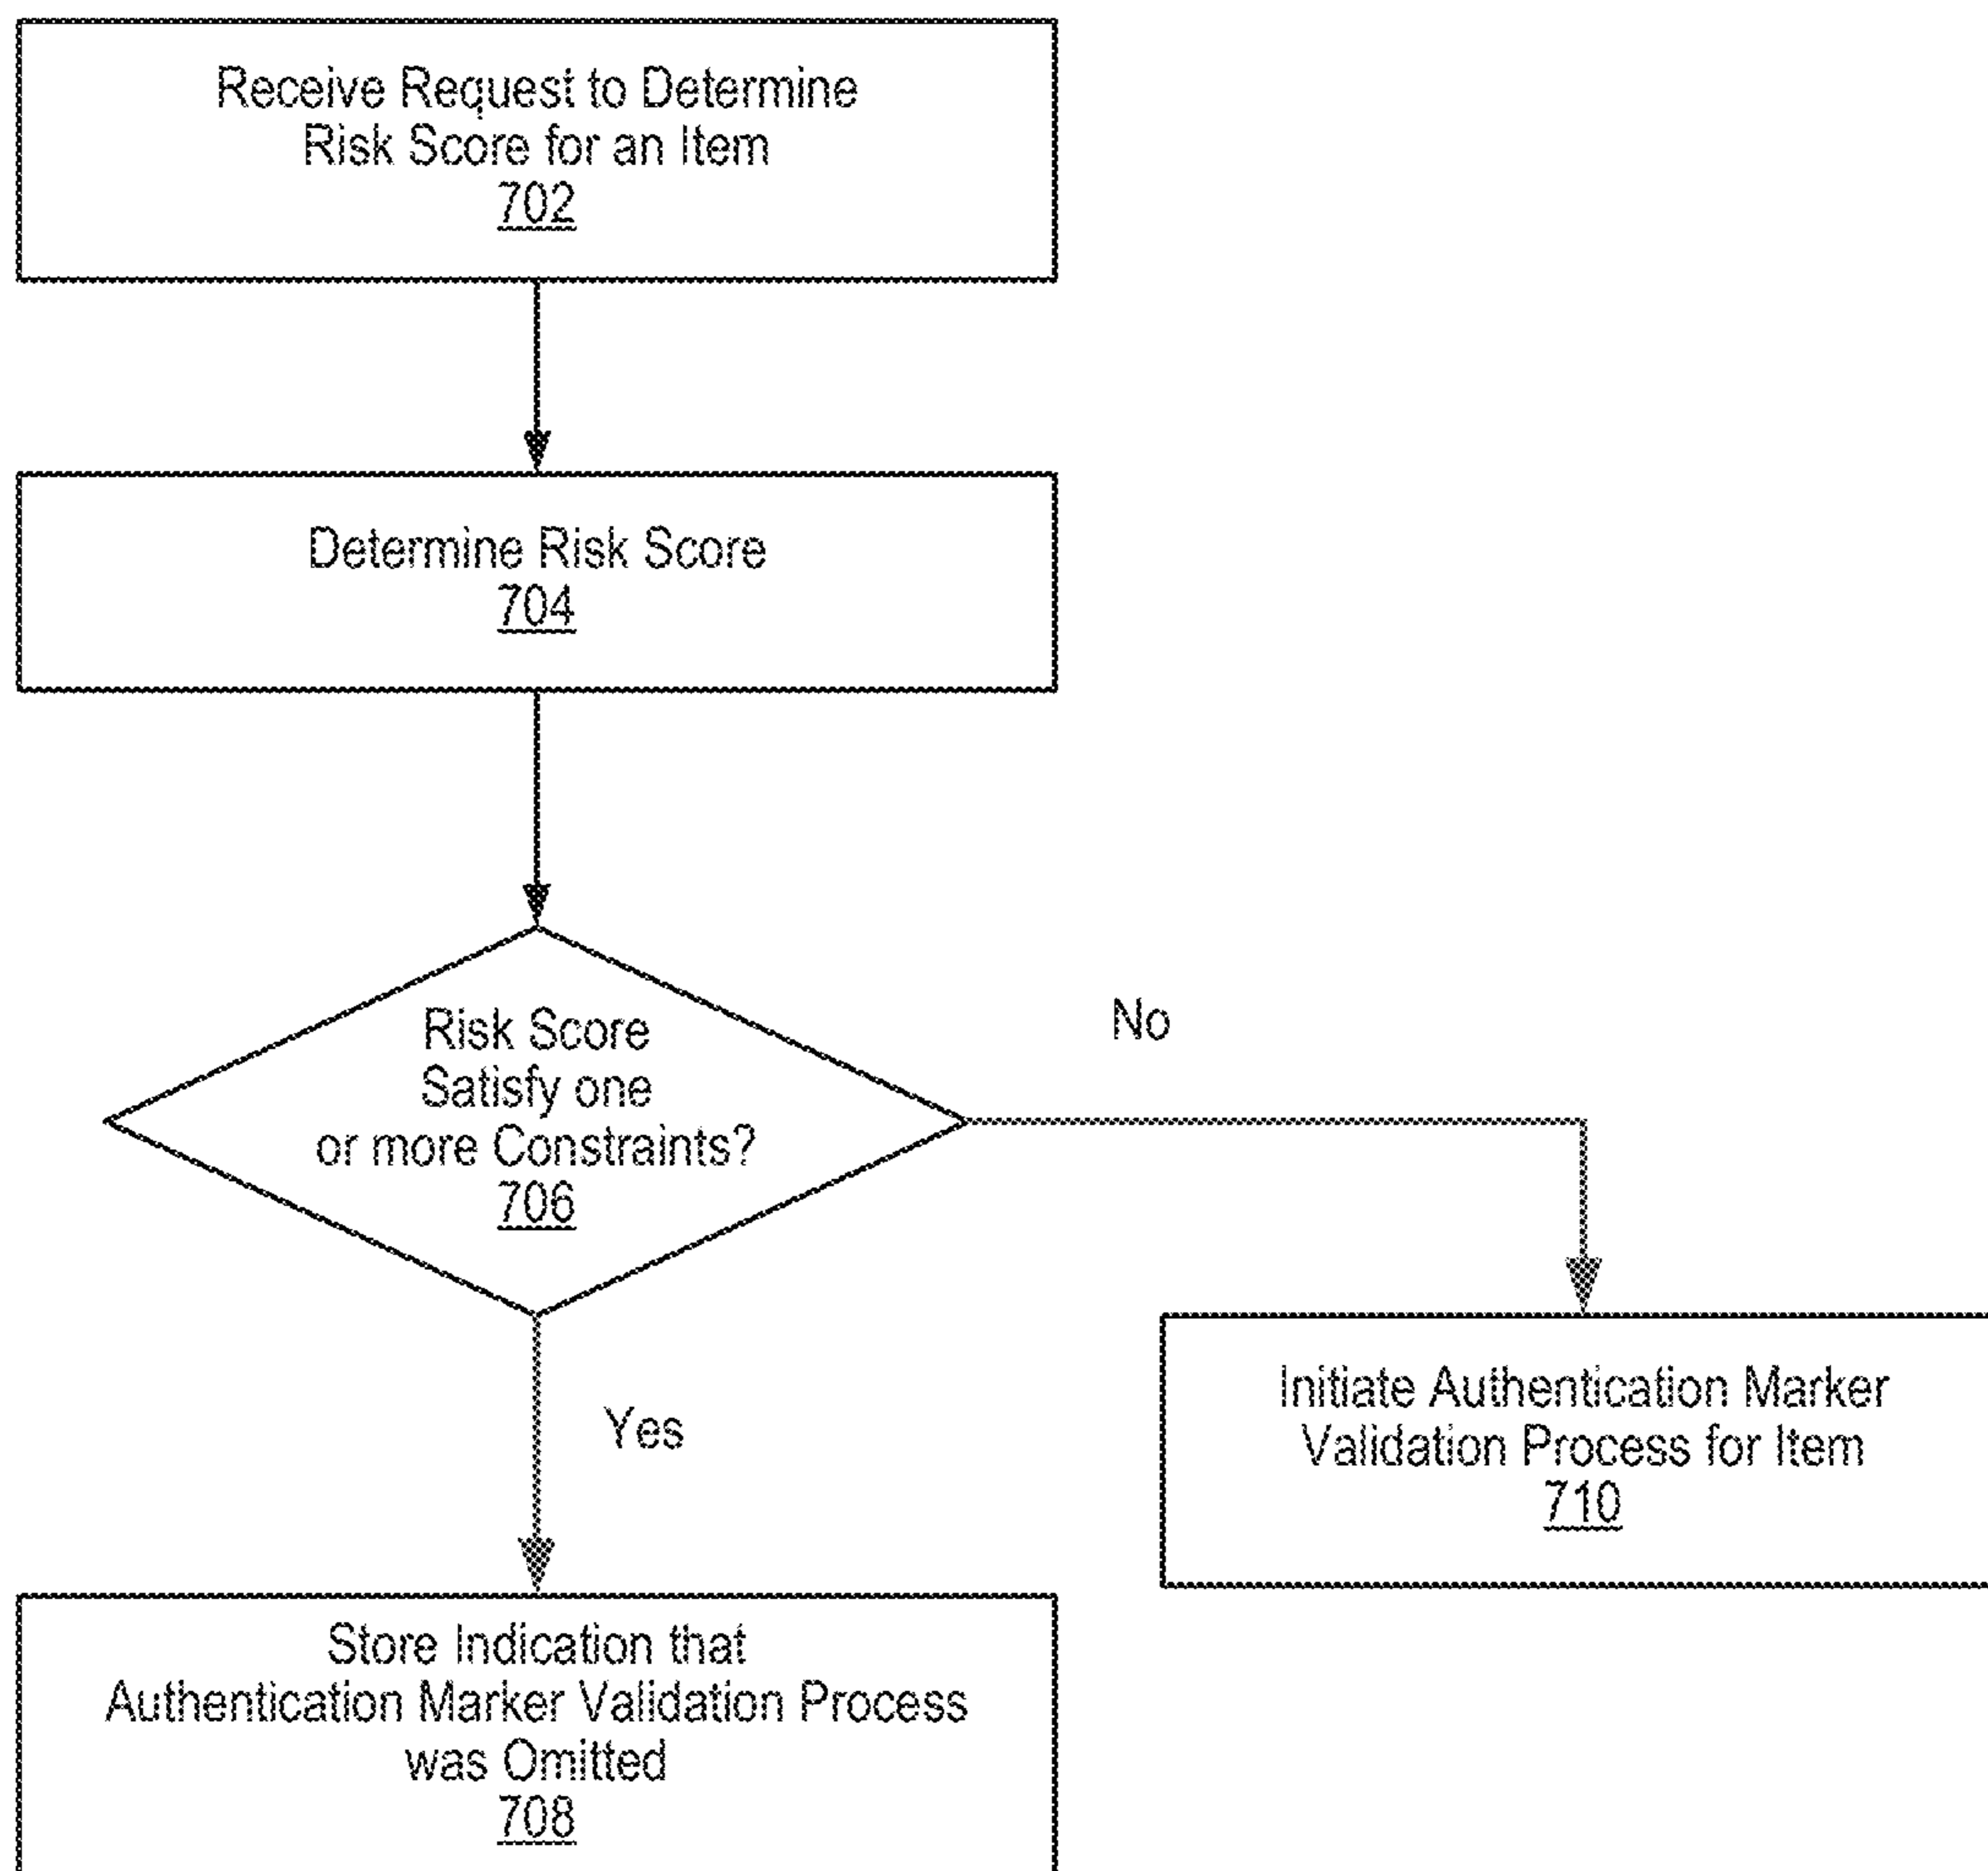 Receive Request to Determine
Risk Score for an Item
702
Determine Risk Score
704
Risk Score
Satisfy one
or more Constraints?
706
No
Yes
Initiate Authentication Marker
Validation Process for Item
710
Store Indication that
Authentication Marker Validation Process
was Omitted
708